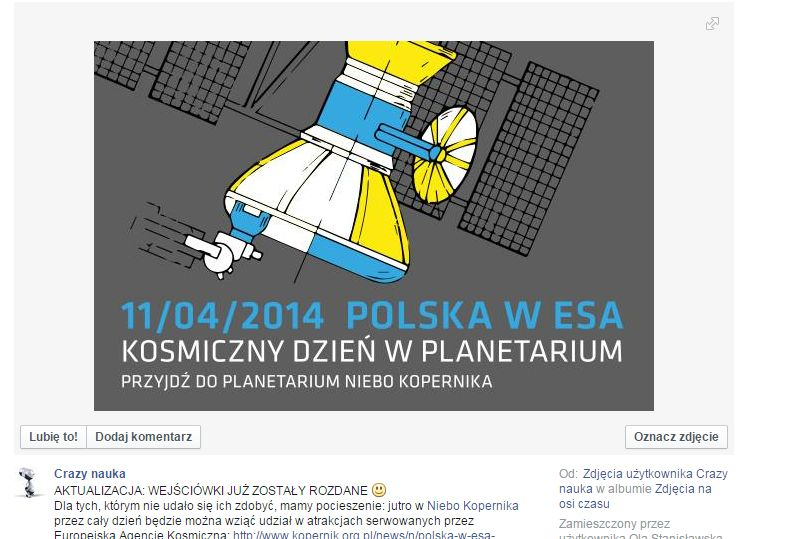 11/04/2014 POLSKA W ESA
KOSMICZNY DZIEŃ W PLANETARIUM
PRZYJDŹ DO PLANETARIUM NIEBO KOPERNIKA
Lubię to! Dodaj komentarz
Oznacz zdjęcie
Crazy nauka
AKTUALIZACJA: WEJŚCIÓWKI JUŻ ZOSTAŁY ROZDANE
Dla tych, którym nie udało się ich zdobyć, mamy pocieszenie: jutro w Niebo Kopernika
przez cały dzień będzie można wziąć udział w atrakcjach serwowanych przez
Europejską Agencję Kosmiczną: http://www.kopernik.org.pl/news/n/polska-w-esa-
Od: Zdjęcia użytkownika Crazy
nauka w albumie Zdjęcia na
osi czasu
Zamieszczony przez
użytkownika Ola Stanisławska